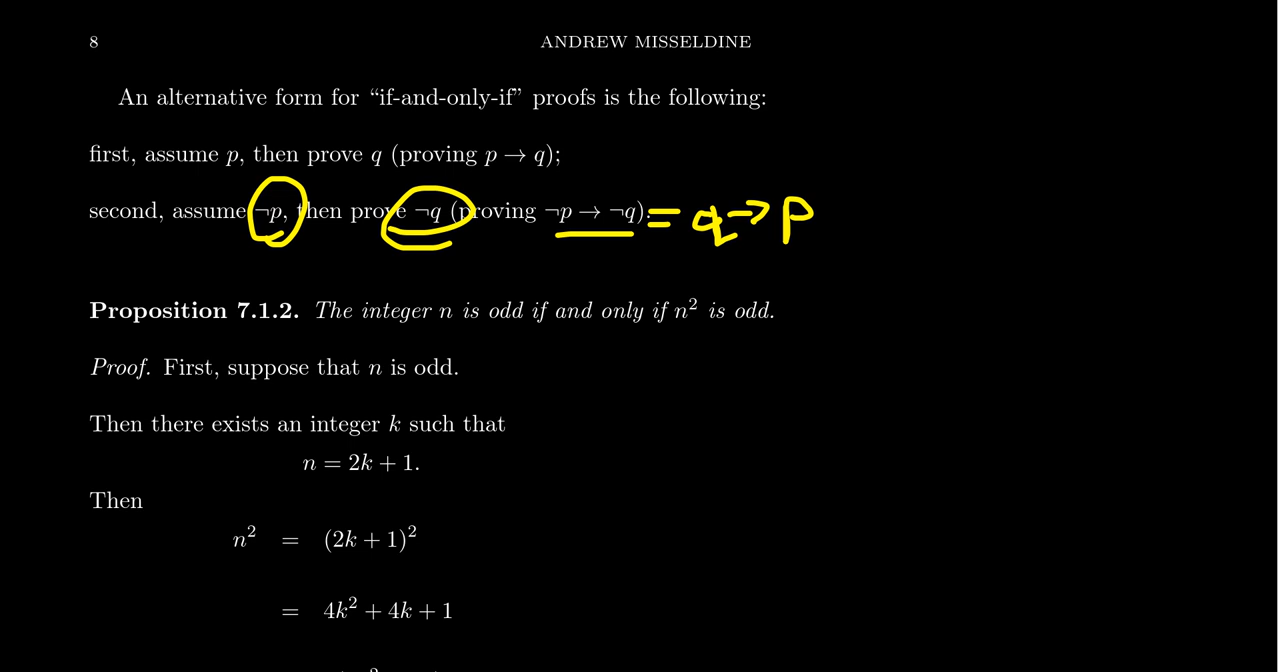 8 ANDREW MISSELDINE
An alternative form for “if-and-only-if” proofs is the following:
first, assume p, then prove q (proving p → q);
second, assume ¬p, then prove ¬q (proving ¬p → ¬q). = q → p
Proposition 7.1.2. The integer n is odd if and only if n² is odd.
Proof. First, suppose that n is odd.
Then there exists an integer k such that
n = 2k + 1.
Then
n² = (2k + 1)²
= 4k² + 4k + 1